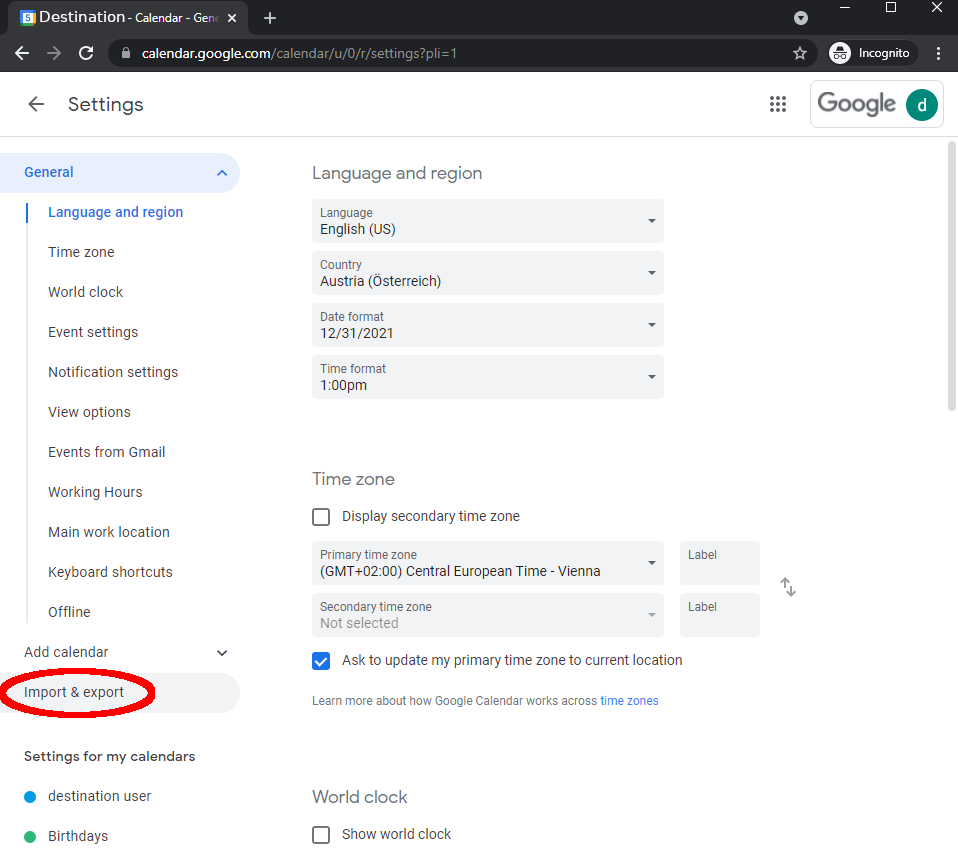 5 Destination - Calendar - Gene
calendar.google.com/calendar/u/0/r/settings?pli=1
Incognito
Settings
Google d
General
Language and region
Time zone
World clock
Event settings
Notification settings
View options
Events from Gmail
Working Hours
Main work location
Keyboard shortcuts
Offline
Add calendar
Import & export
Settings for my calendars
destination user
Birthdays
Language and region
Language
English (US)
Country
Austria (Österreich)
Date format
12/31/2021
Time format
1:00pm
Time zone
Display secondary time zone
Primary time zone
(GMT+02:00) Central European Time - Vienna
Label
Secondary time zone
Not selected
Label
Ask to update my primary time zone to current location
Learn more about how Google Calendar works across time zones
World clock
Show world clock